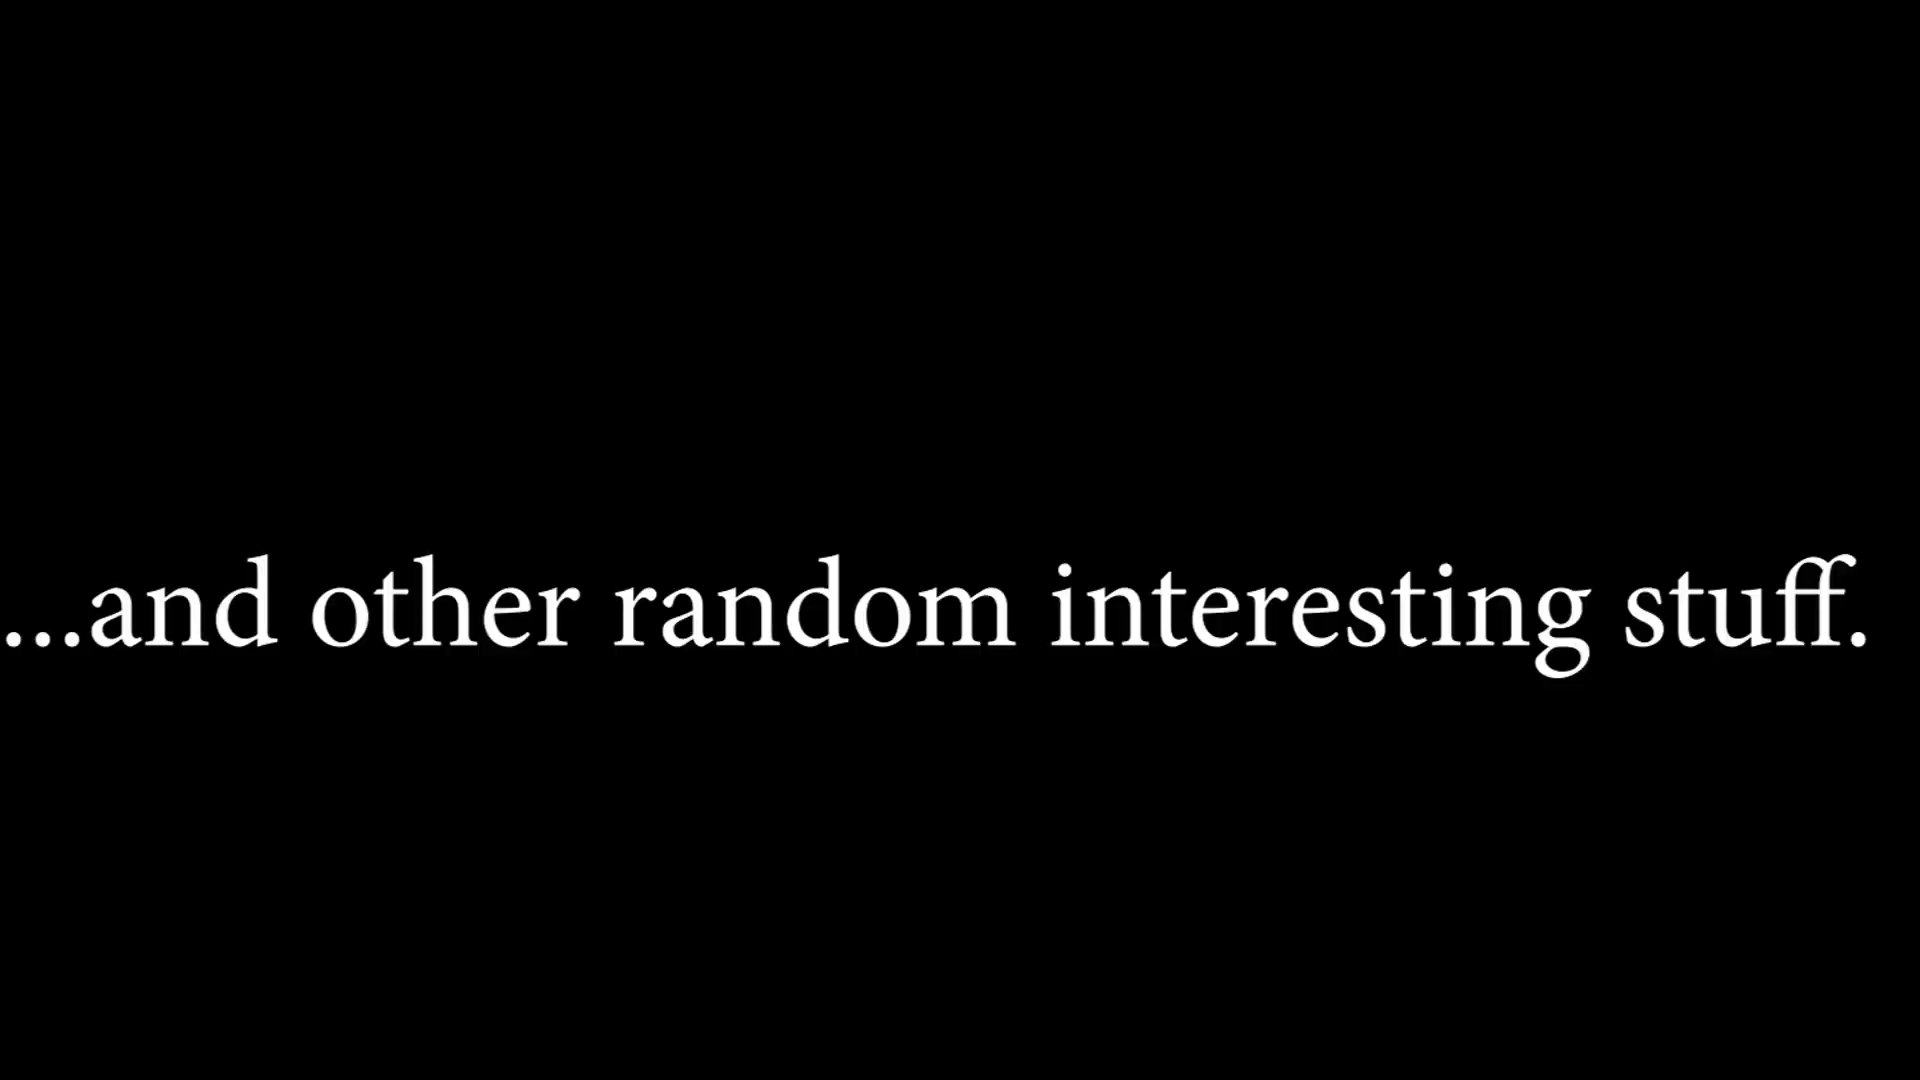 ...and other random interesting stuff.